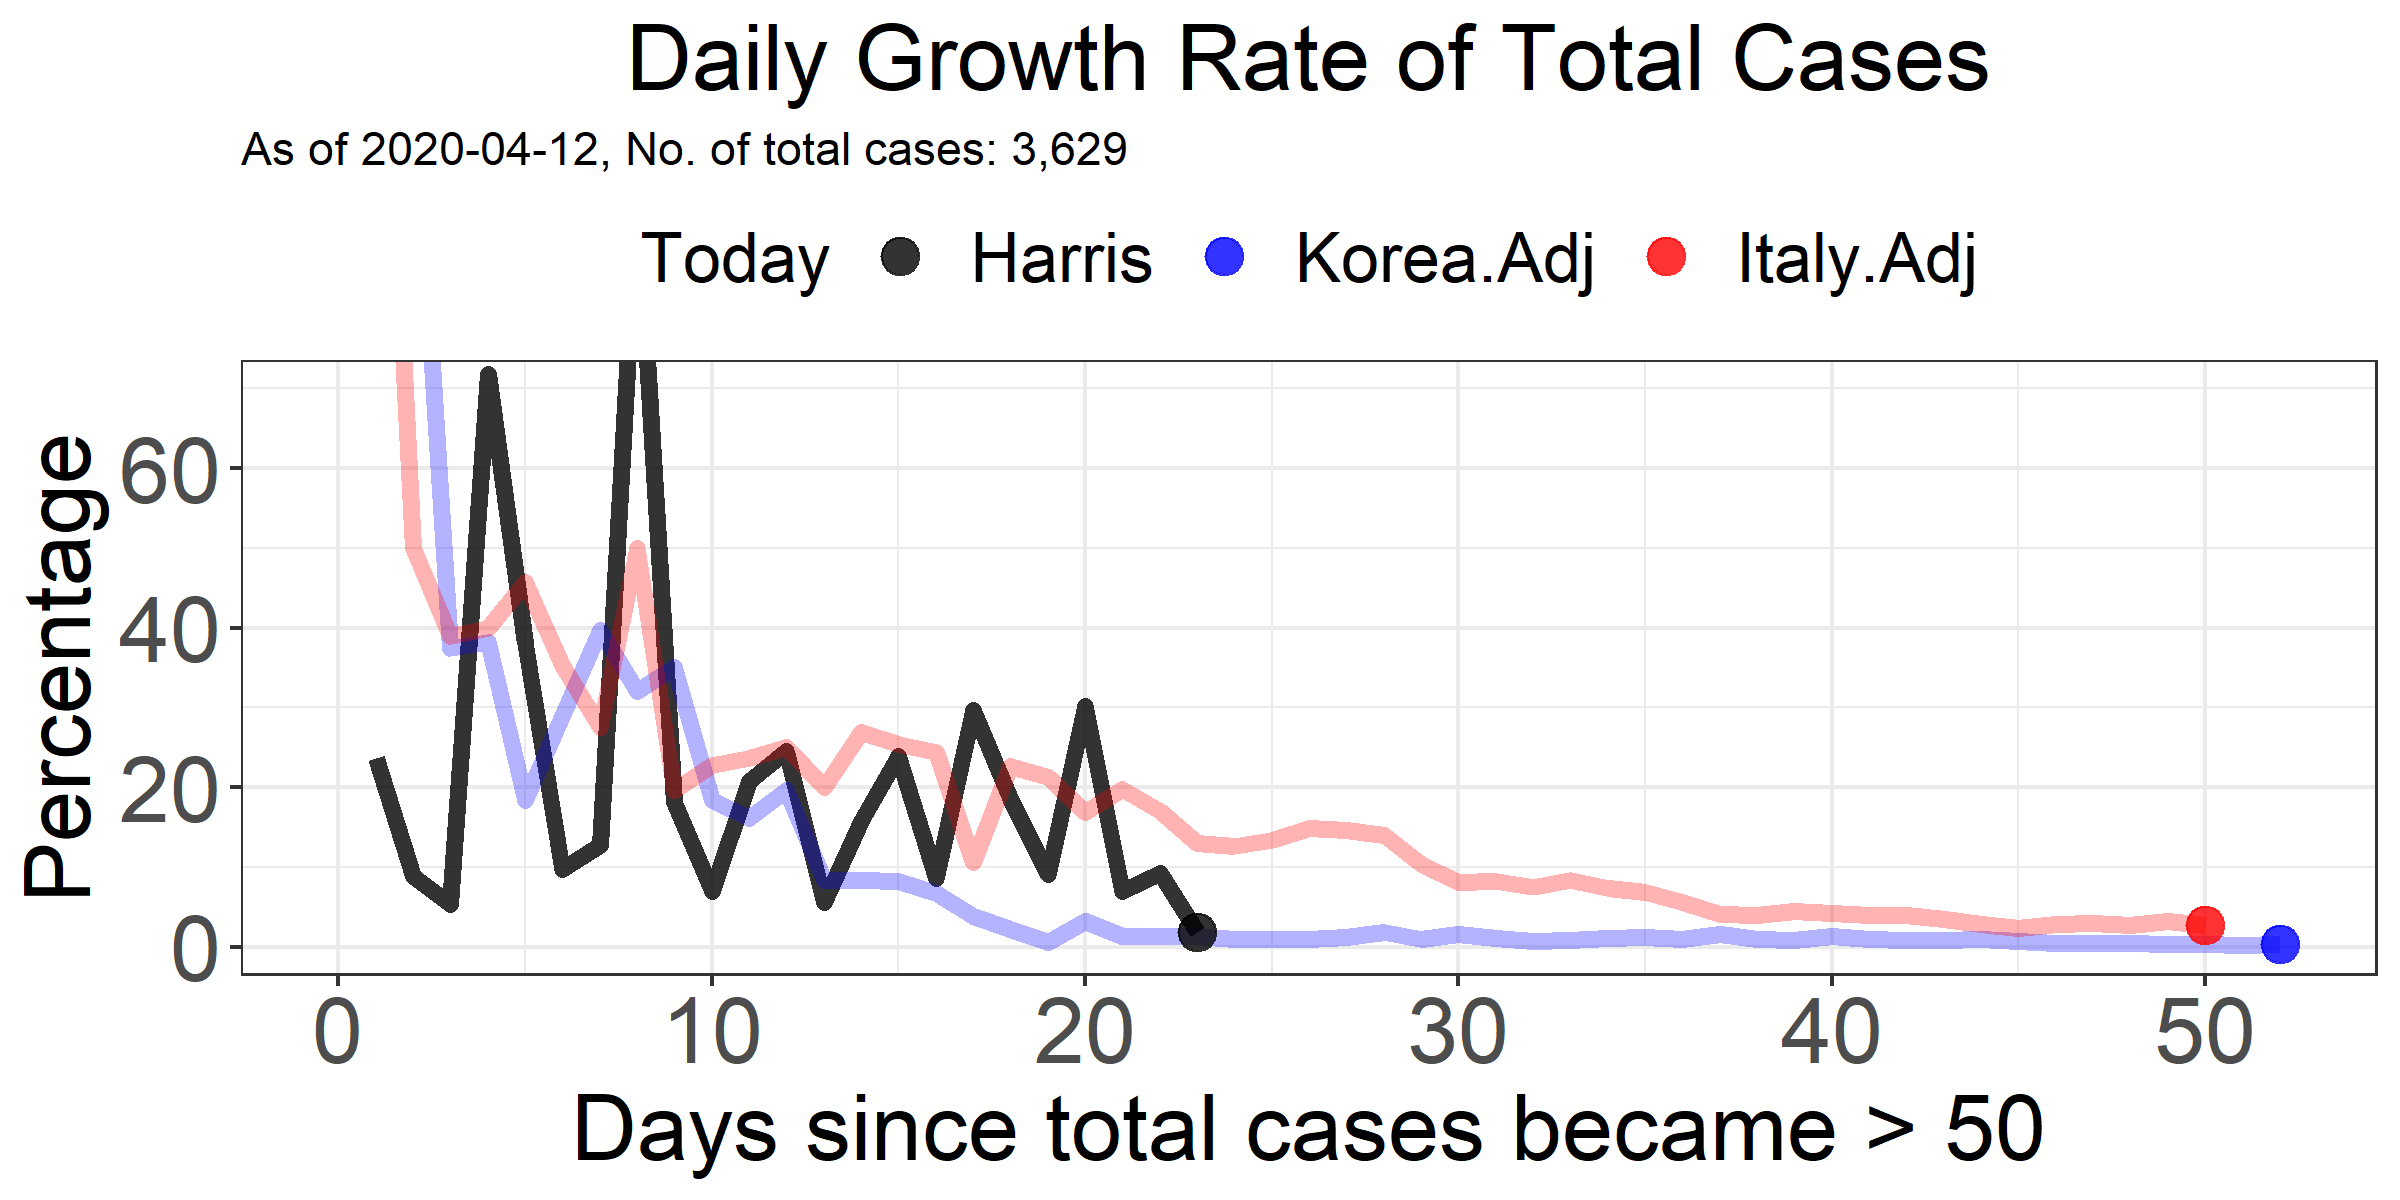 Daily Growth Rate of Total Cases
As of 2020-04-12, No. of total cases: 3,629
Today Harris Korea.Adj Italy.Adj
Percentage
60
40
20
0
0 10 20 30 40 50
Days since total cases became > 50